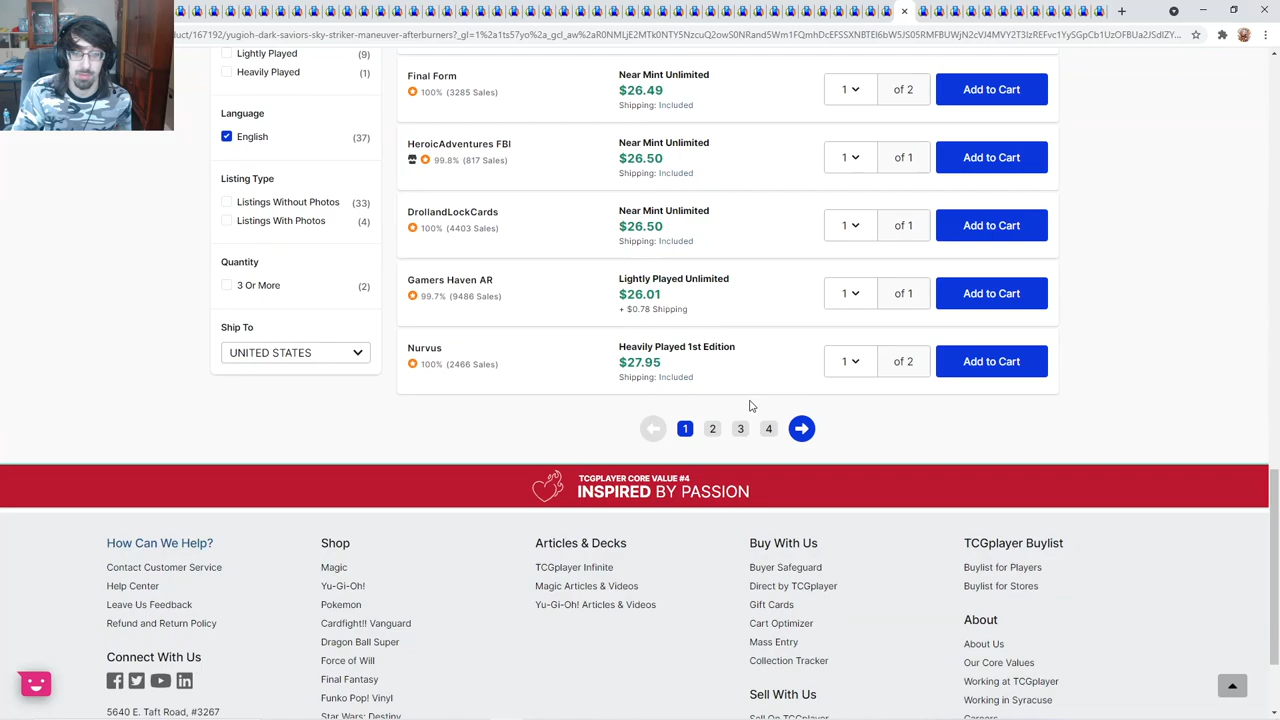 Lightly Played (9)
Heavily Played (1)
Language
English (37)
Listing Type
Listings Without Photos (33)
Listings With Photos (4)
Quantity
3 Or More (2)
Ship To
UNITED STATES
Final Form
100% (3285 Sales)
Near Mint Unlimited
$26.49
Shipping: Included
1 of 2 Add to Cart
HeroicAdventures FBI
99.8% (817 Sales)
Near Mint Unlimited
$26.50
Shipping: Included
1 of 1 Add to Cart
DrollandLockCards
100% (4403 Sales)
Near Mint Unlimited
$26.50
Shipping: Included
1 of 1 Add to Cart
Gamers Haven AR
99.7% (9486 Sales)
Lightly Played Unlimited
$26.01
+ $0.78 Shipping
1 of 1 Add to Cart
Nurvus
100% (2466 Sales)
Heavily Played 1st Edition
$27.95
Shipping: Included
1 of 2 Add to Cart
1 2 3 4
TCGPLAYER CORE VALUE #4
INSPIRED BY PASSION
How Can We Help?
Contact Customer Service
Help Center
Leave Us Feedback
Refund and Return Policy
Connect With Us
5640 E. Taft Road, #3267
Shop
Magic
Yu-Gi-Oh!
Pokemon
Cardfight!! Vanguard
Dragon Ball Super
Force of Will
Final Fantasy
Funko Pop! Vinyl
Star Wars: Destiny
Articles & Decks
TCGplayer Infinite
Magic Articles & Videos
Yu-Gi-Oh! Articles & Videos
Buy With Us
Buyer Safeguard
Direct by TCGplayer
Gift Cards
Cart Optimizer
Mass Entry
Collection Tracker
Sell With Us
Sell On TCGplayer
TCGplayer Buylist
Buylist for Players
Buylist for Stores
About
About Us
Our Core Values
Working at TCGplayer
Working in Syracuse
Careers